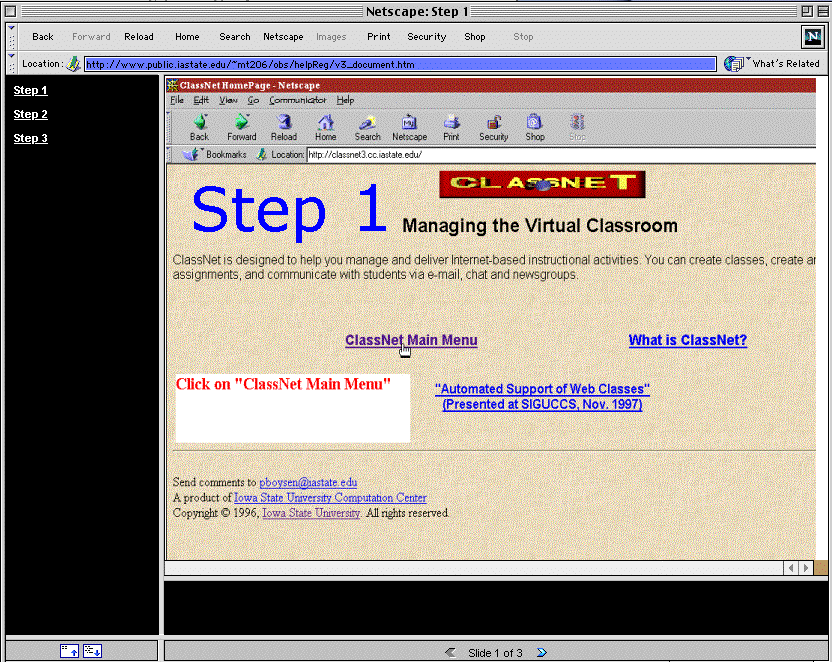 Netscape: Step 1
Back Forward Reload Home Search Netscape Images Print Security Shop Stop
Location: http://www.public.iastate.edu/~mt206/obs/helpReg/v3_document.htm What's Related
Step 1
Step 2
Step 3
ClassNet HomePage - Netscape
File Edit View Go Communicator Help
Back Forward Reload Home Search Netscape Print Security Shop Stop
Bookmarks Location: http://classnet3.cc.iastate.edu/
CLASSNET
Step 1
Managing the Virtual Classroom
ClassNet is designed to help you manage and deliver Internet-based instructional activities. You can create classes, create an
assignments, and communicate with students via e-mail, chat and newsgroups.
ClassNet Main Menu What is ClassNet?
Click on "ClassNet Main Menu"
"Automated Support of Web Classes"
(Presented at SIGUCCS, Nov. 1997)
Send comments to pboysen@iastate.edu
A product of Iowa State University Computation Center
Copyright © 1996, Iowa State University. All rights reserved.
Slide 1 of 3